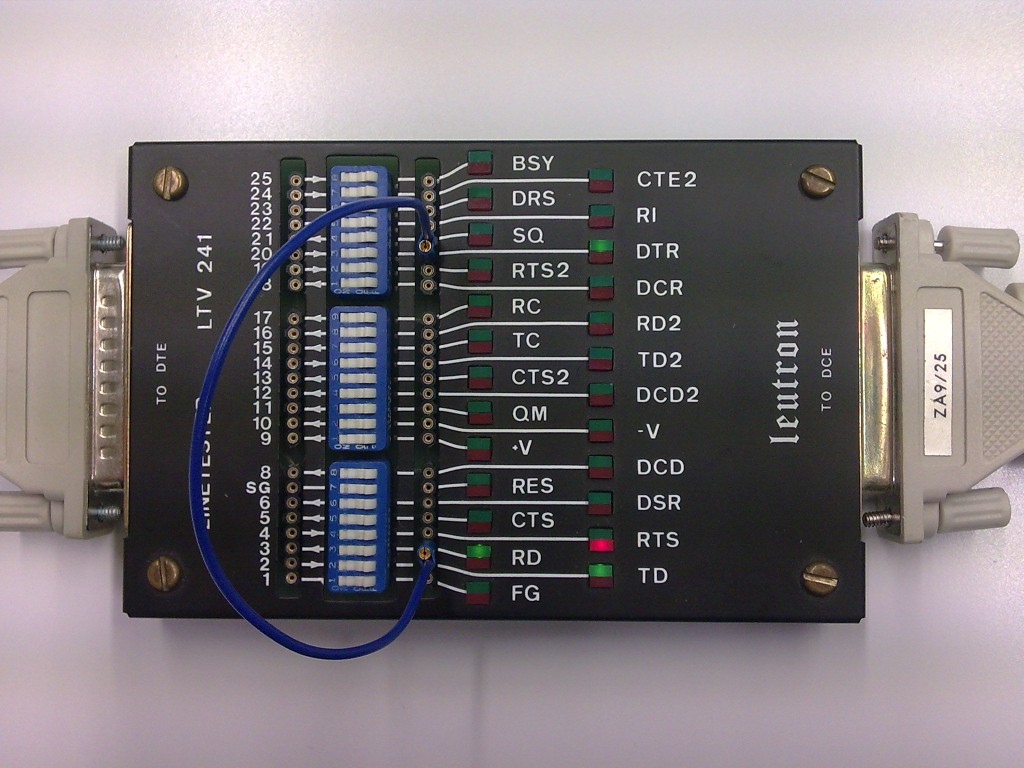 LTV 241
TO DTE
25
24
23
22
21
20
17
16
15
14
13
12
11
10
9
8
SG
6
5
4
3
2
1
BSY
DRS
SQ
RTS2
RC
TC
CTS2
QM
+V
RES
CTS
RD
FG
CTE2
RI
DTR
DCR
RD2
TD2
DCD2
-V
DCD
DSR
RTS
TD
leutron
TO DCE
ZA9/25